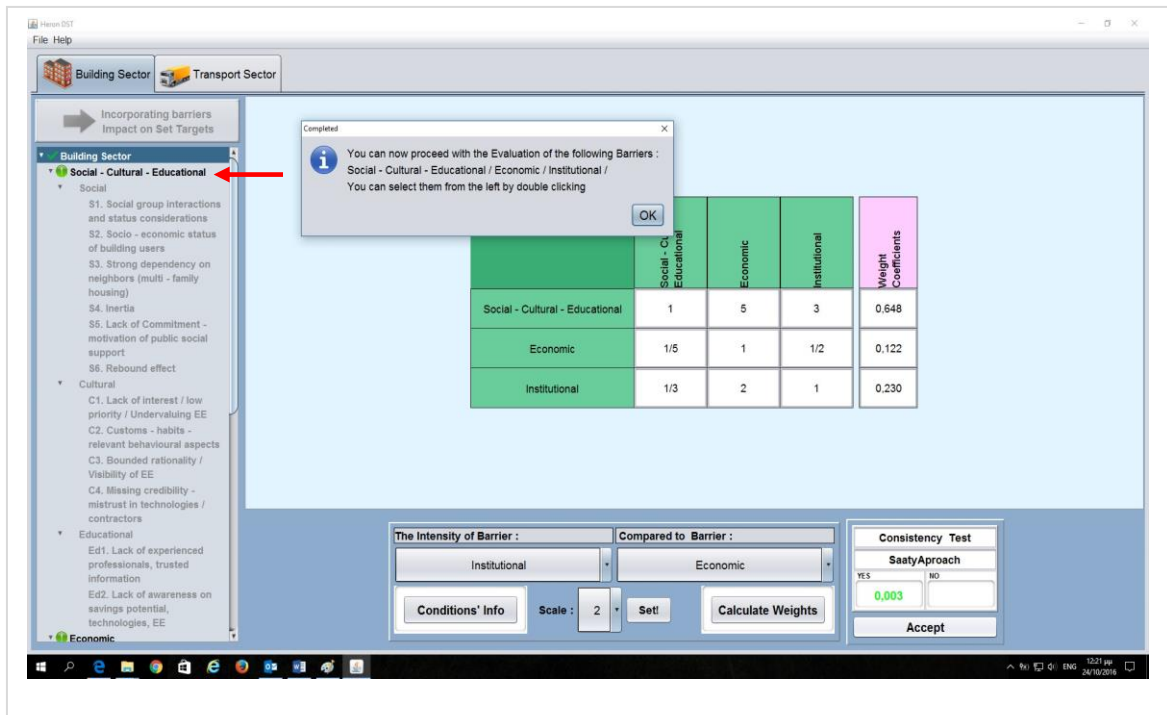 Heron DST
File Help
Building Sector
Transport Sector
Incorporating barriers
Impact on Set Targets
Building Sector
Social - Cultural - Educational
Social
S1. Social group interactions
and status considerations
S2. Socio - economic status
of building users
S3. Strong dependency on
neighbors (multi - family
housing)
S4. Inertia
S5. Lack of Commitment -
motivation of public social
support
S6. Rebound effect
Cultural
C1. Lack of interest / low
priority / Undervaluing EE
C2. Customs - habits -
relevant behavioural aspects
C3. Bounded rationality /
Visibility of EE
C4. Missing credibility -
mistrust in technologies /
contractors
Educational
Ed1. Lack of experienced
professionals, trusted
information
Ed2. Lack of awareness on
savings potential,
technologies, EE
Economic
Completed
You can now proceed with the Evaluation of the following Barriers :
Social - Cultural - Educational / Economic / Institutional /
You can select them from the left by double clicking
OK
Social - Cu
Educational
Economic
Institutional
Weight
Coefficients
Social - Cultural - Educational 1 5 3 0,648
Economic 1/5 1 1/2 0,122
Institutional 1/3 2 1 0,230
The Intensity of Barrier :
Compared to Barrier :
Institutional
Economic
Conditions' Info
Scale :
2
Set!
Calculate Weights
Consistency Test
SaatyAproach
YES
NO
0,003
Accept
ENG
12:21 μμ
24/10/2016